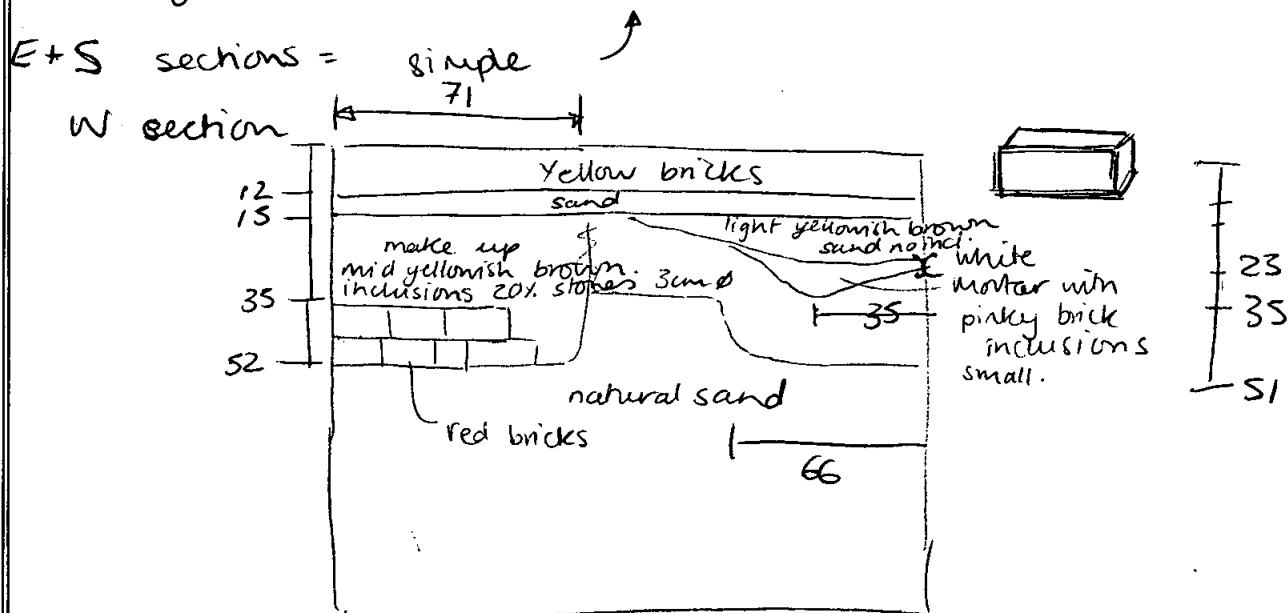 E + S sections = simple
71
W section
Yellow bricks
12
sand
15
light yellowish brown
sand no incl.
make up
mid yellowish brown.
inclusions 20% stones 3cm ø
white
mortar with
pinky brick
inclusions
small.
23
35
35
35
52
51
natural sand
red bricks
66